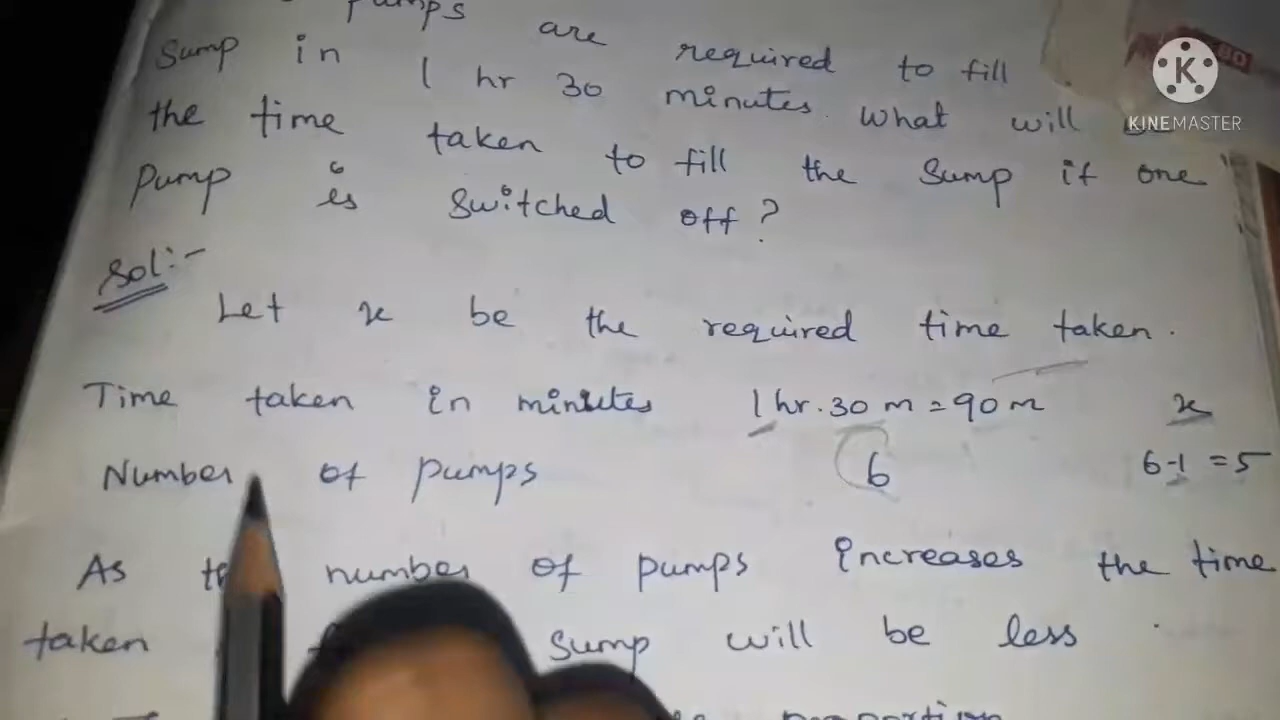 pumps are required to fill
Sump in 1 hr 30 minutes. What will be
the time taken to fill the Sump if one
Pump is switched off?
Sol:-
Let x be the required time taken.
Time taken in minutes 1 hr. 30 m = 90 m x
Number of pumps 6 6-1 = 5
As number of pumps increases the time
taken Sump will be less.
proportion
KINEMASTER
80